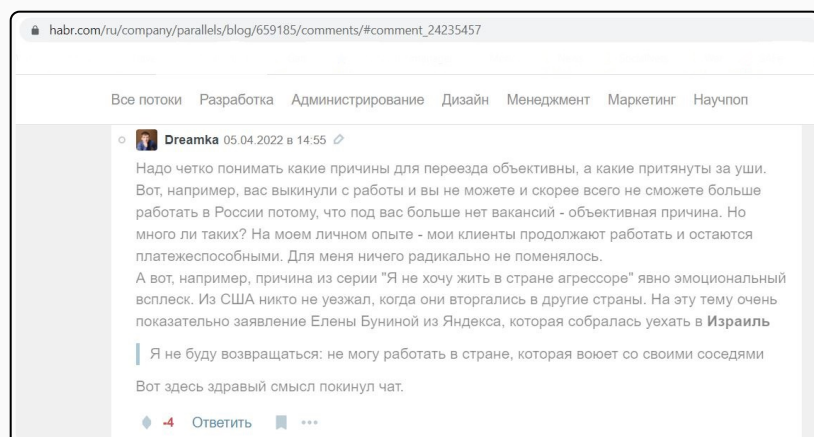 habr.com/ru/company/parallels/blog/659185/comments/#comment_24235457
Все потоки Разработка Администрирование Дизайн Менеджмент Маркетинг Научпоп
Dreamka 05.04.2022 в 14:55
Надо четко понимать какие причины для переезда объективны, а какие притянуты за уши.
Вот, например, вас выкинули с работы и вы не можете и скорее всего не сможете больше
работать в России потому, что под вас больше нет вакансий - объективная причина. Но
много ли таких? На моем личном опыте - мои клиенты продолжают работать и остаются
платежеспособными. Для меня ничего радикально не поменялось.
А вот, например, причина из серии "Я не хочу жить в стране агрессоре" явно эмоциональный
всплеск. Из США никто не уезжал, когда они вторгались в другие страны. На эту тему очень
показательно заявление Елены Буниной из Яндекса, которая собралась уехать в Израиль
Я не буду возвращаться: не могу работать в стране, которая воюет со своими соседями
Вот здесь здравый смысл покинул чат.
-4 Ответить